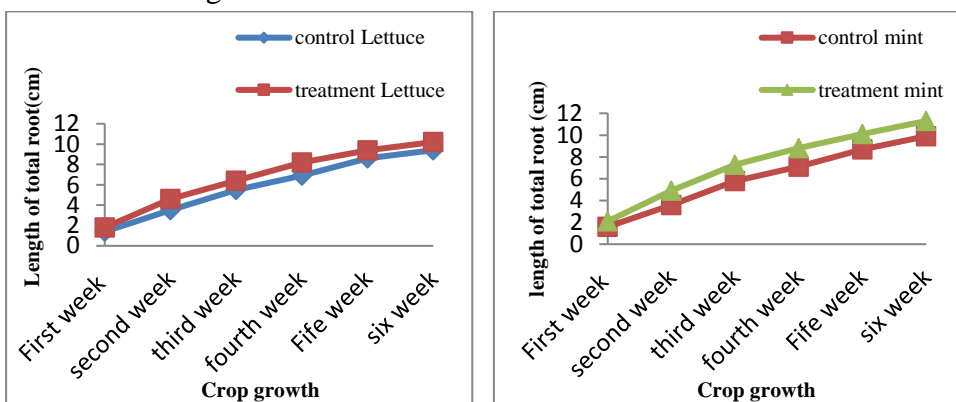 control Lettuce
treatment Lettuce
Length of total root(cm)
12
10
8
6
4
2
0
First week
second week
third week
fourth week
Fife week
six week
Crop growth
control mint
treatment mint
length of total root (cm)
12
10
8
6
4
2
0
First week
second week
third week
fourth week
Fife week
six week
Crop growth